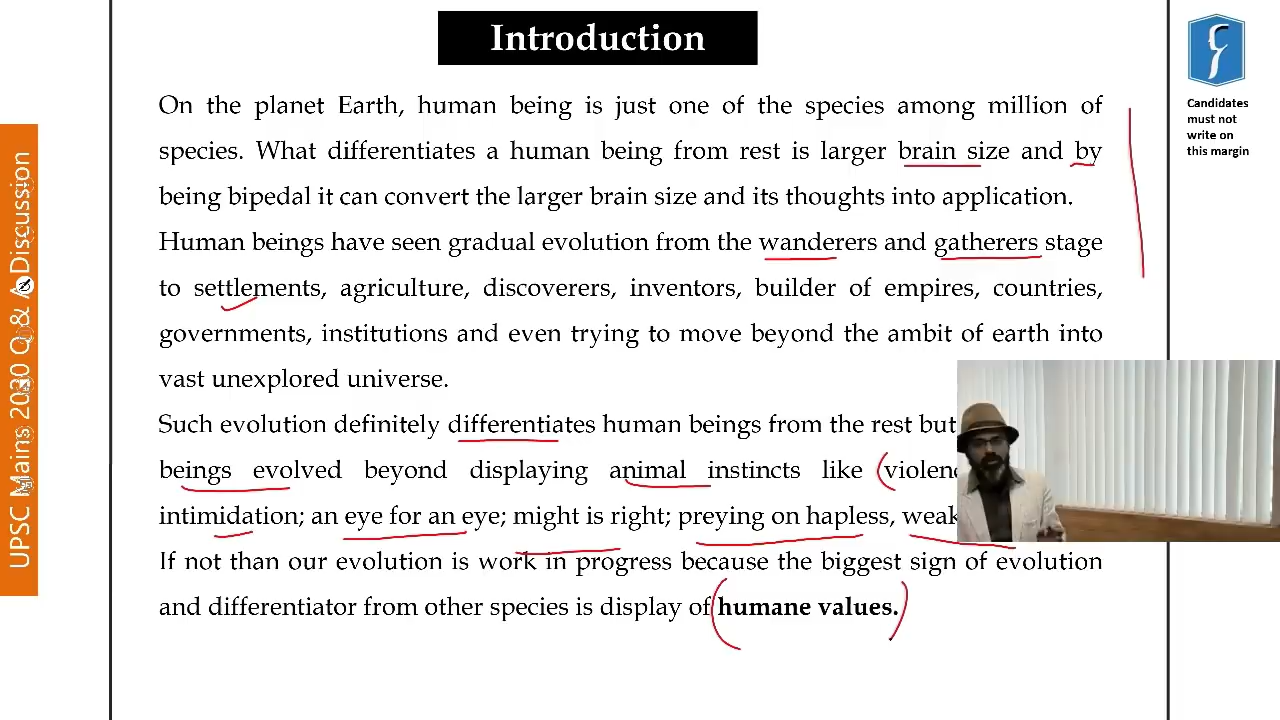 Introduction
On the planet Earth, human being is just one of the species among million of
species. What differentiates a human being from rest is larger brain size and by
being bipedal it can convert the larger brain size and its thoughts into application.
Human beings have seen gradual evolution from the wanderers and gatherers stage
to settlements, agriculture, discoverers, inventors, builder of empires, countries,
governments, institutions and even trying to move beyond the ambit of earth into
vast unexplored universe.
Such evolution definitely differentiates human beings from the rest but
beings evolved beyond displaying animal instincts like
intimidation; an eye for an eye; might is right; preying on hapless,
If not than our evolution is work in progress because the biggest sign of evolution
and differentiator from other species is display of humane values.
Candidates
must not
write on
this margin
UPSC Mains 2020 Q & A Discussion